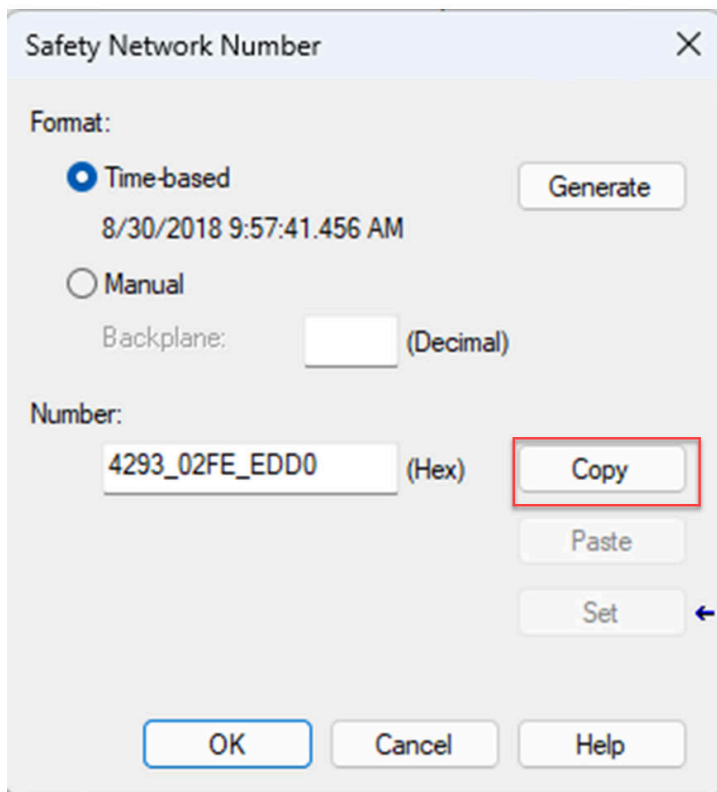 Safety Network Number
Format:
Time-based
Generate
8/30/2018 9:57:41.456 AM
Manual
Backplane:
(Decimal)
Number:
4293_02FE_EDD0
(Hex)
Copy
Paste
Set
OK
Cancel
Help